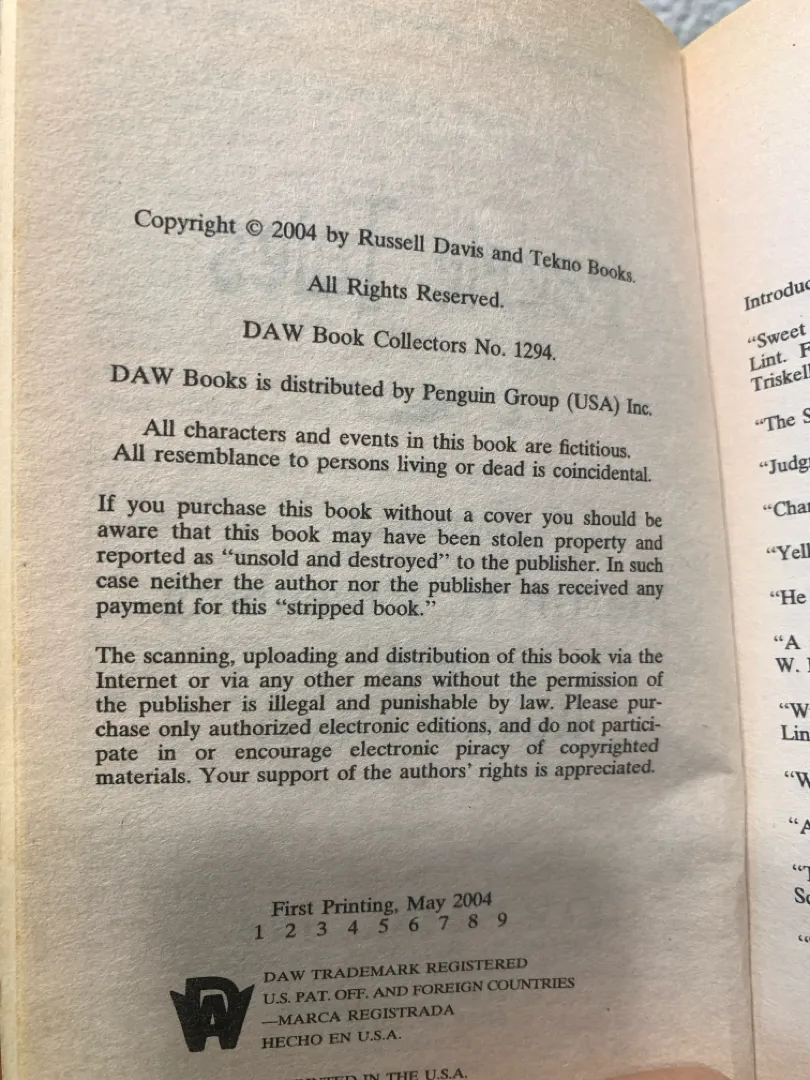 Copyright © 2004 by Russell Davis and Tekno Books.
All Rights Reserved.
DAW Book Collectors No. 1294.
DAW Books is distributed by Penguin Group (USA) Inc.
All characters and events in this book are fictitious.
All resemblance to persons living or dead is coincidental.
If you purchase this book without a cover you should be
aware that this book may have been stolen property and
reported as “unsold and destroyed” to the publisher. In such
case neither the author nor the publisher has received any
payment for this “stripped book.”
The scanning, uploading and distribution of this book via the
Internet or via any other means without the permission of
the publisher is illegal and punishable by law. Please pur-
chase only authorized electronic editions, and do not partici-
pate in or encourage electronic piracy of copyrighted
materials. Your support of the authors’ rights is appreciated.
First Printing, May 2004
1 2 3 4 5 6 7 8 9
DAW
DAW TRADEMARK REGISTERED
U.S. PAT. OFF. AND FOREIGN COUNTRIES
—MARCA REGISTRADA
HECHO EN U.S.A.
PRINTED IN THE U.S.A.
“Sweet
Lint.
“The
“He
“A
W.